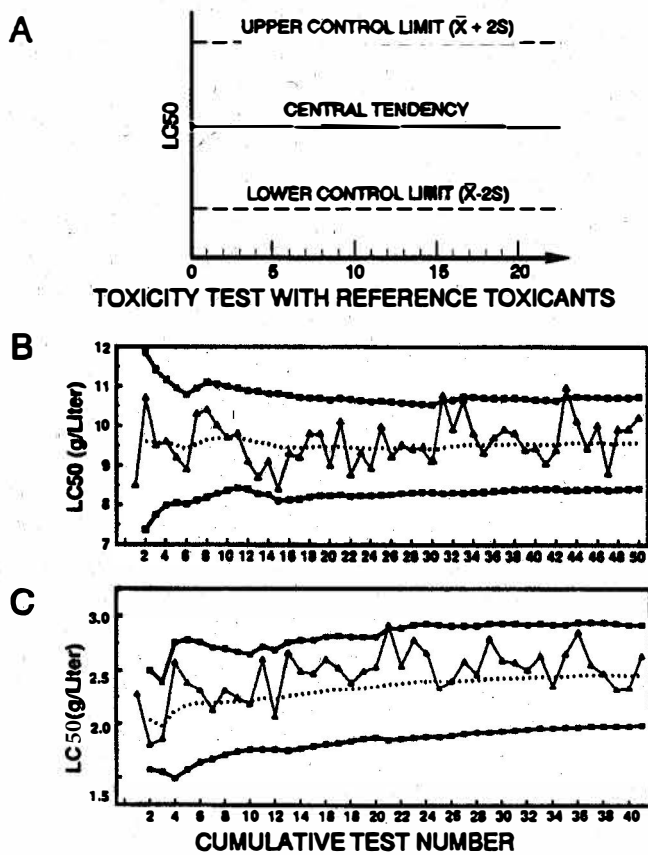 A
UPPER CONTROL LIMIT (X̄ + 2S)
CENTRAL TENDENCY
LOWER CONTROL LIMIT (X̄-2S)
LC50
0 5 10 15 20
TOXICITY TEST WITH REFERENCE TOXICANTS
B
12
11
10
9
8
7
LC50 (g/Liter)
2 4 6 8 10 12 14 16 18 20 22 24 26 28 30 32 34 36 38 40 42 44 46 48 50
C
3.0
2.5
2.0
1.5
LC50(g/Liter)
2 4 6 8 10 12 14 16 18 20 22 24 26 28 30 32 34 36 38 40
CUMULATIVE TEST NUMBER